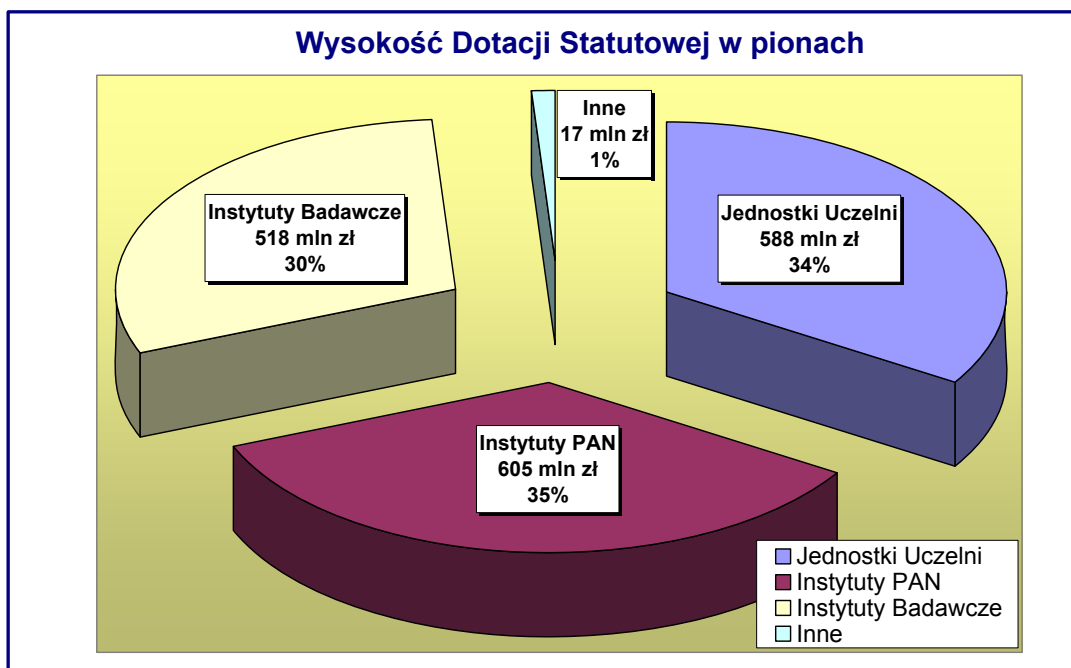 Wysokość Dotacji Statutowej w pionach
Inne
17 mln zł
1%
Instytuty Badawcze
518 mln zł
30%
Jednostki Uczelni
588 mln zł
34%
Instytuty PAN
605 mln zł
35%
Jednostki Uczelni
Instytuty PAN
Instytuty Badawcze
Inne